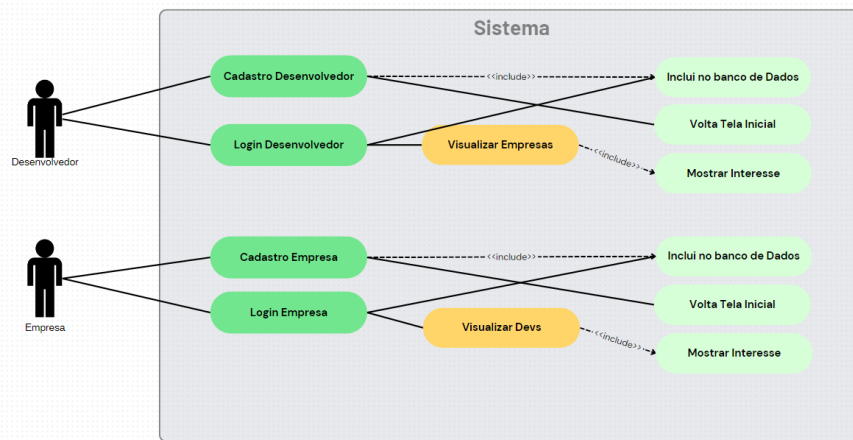 Sistema
Cadastro Desenvolvedor
<<include>>
Inclui no banco de Dados
Volta Tela Inicial
Login Desenvolvedor
Visualizar Empresas
<<include>>
Mostrar Interesse
Desenvolvedor
Cadastro Empresa
<<include>>
Inclui no banco de Dados
Volta Tela Inicial
Login Empresa
Visualizar Devs
<<include>>
Mostrar Interesse
Empresa